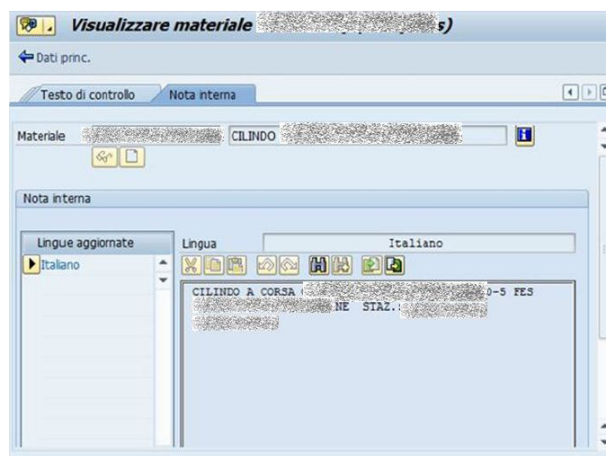 Visualizzare materiale s)
Dati princ.
Testo di controllo Nota interna
Materiale CILINDO
Nota interna
Lingue aggiornate Lingua Italiano
Italiano
CILINDO A CORSA 0-5 FES
NE STAZ.: